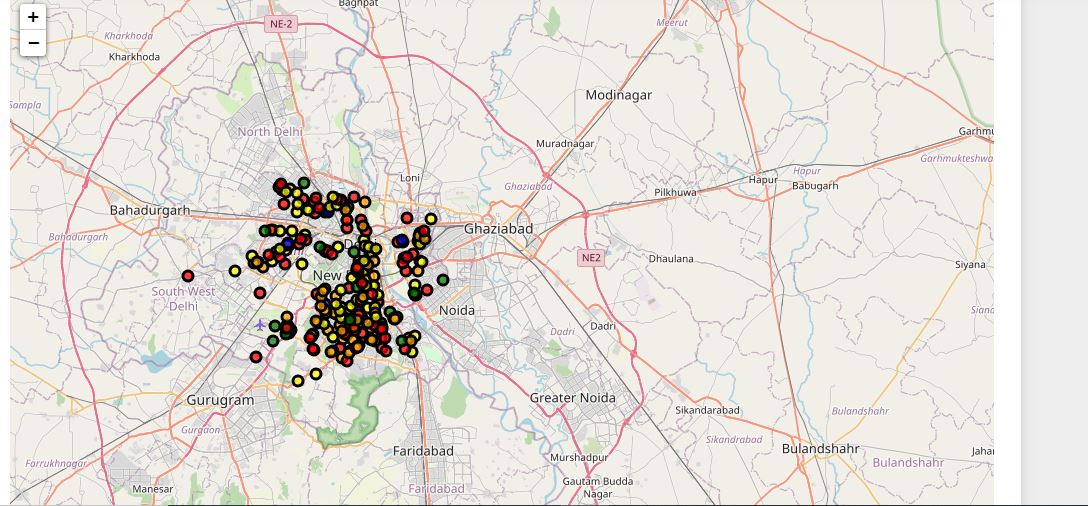 +
−
Baghpat
NE-2
Meerut
Kharkhoda
Kharkhoda
Modinagar
Sampla
North Delhi
Muradnagar
Garhmu
Garhmukteshwa
Loni
Hapur
Ghaziabad
Hapur
Babugarh
Pilkhuwa
Bahadurgarh
Ghaziabad
Bahadurgarh
De
NE2
Dhaulana
Siyana
New
South West
Delhi
Noida
Siana
Dadri
Dadri
Gurugram
Greater Noida
Sikandarabad
Bulandshahr
Gurgaon
Sikandrabad
Faridabad
Bulandshahr
Jahar
Murshadpur
Farrukhnagar
Bulandshahr
Manesar
Faridabad
Gautam Budda
Nagar